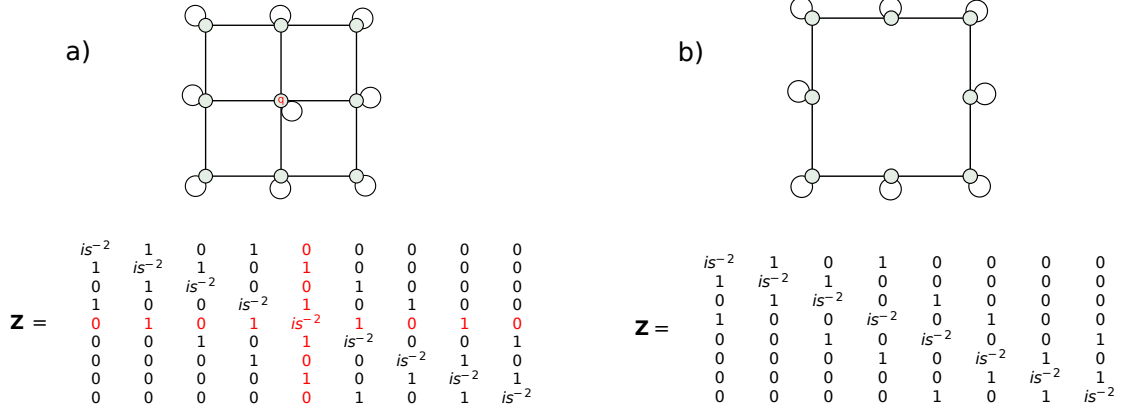 a)
q
is⁻² 1 0 1 0 0 0 0 0
1 is⁻² 1 0 1 0 0 0 0
0 1 is⁻² 0 0 1 0 0 0
1 0 0 is⁻² 1 0 1 0 0
Z = 0 1 0 1 is⁻² 1 0 1 0
0 0 1 0 1 is⁻² 0 0 1
0 0 0 1 0 0 is⁻² 1 0
0 0 0 0 1 0 1 is⁻² 1
0 0 0 0 0 1 0 1 is⁻²
b)
is⁻² 1 0 1 0 0 0 0
1 is⁻² 1 0 0 0 0 0
0 1 is⁻² 0 1 0 0 0
1 0 0 is⁻² 0 1 0 0
Z = 0 0 1 0 is⁻² 0 0 1
0 0 0 1 0 is⁻² 1 0
0 0 0 0 0 1 is⁻² 1
0 0 0 0 1 0 1 is⁻²